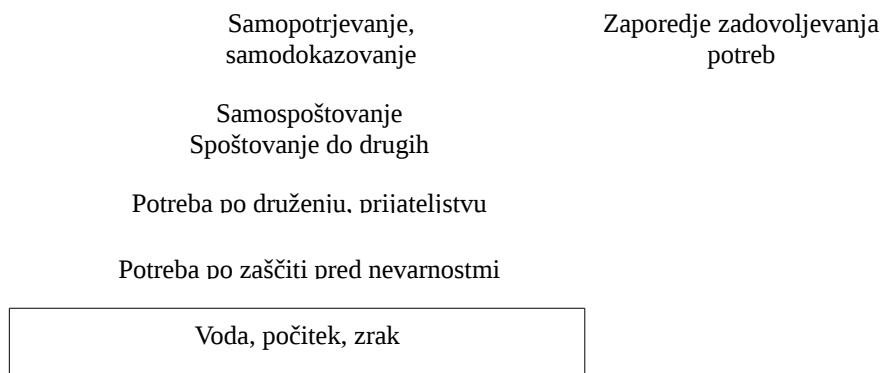 Samopotrjevanje,
samodokazovanje
Zaporedje zadovoljevanja
potreb
Samospoštovanje
Spoštovanje do drugih
Potreba po druženju, prijateljstvu
Potreba po zaščiti pred nevarnostmi
Voda, počitek, zrak